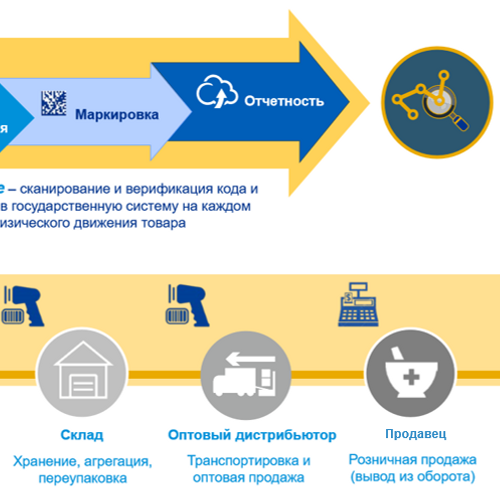 я
Маркировка
Отчетность
е – сканирование и верификация кода и
в государственную систему на каждом
изического движения товара
Склад
Хранение, агрегация,
переупаковка
Оптовый дистрибьютор
Транспортировка и
оптовая продажа
Продавец
Розничная продажа
(вывод из оборота)